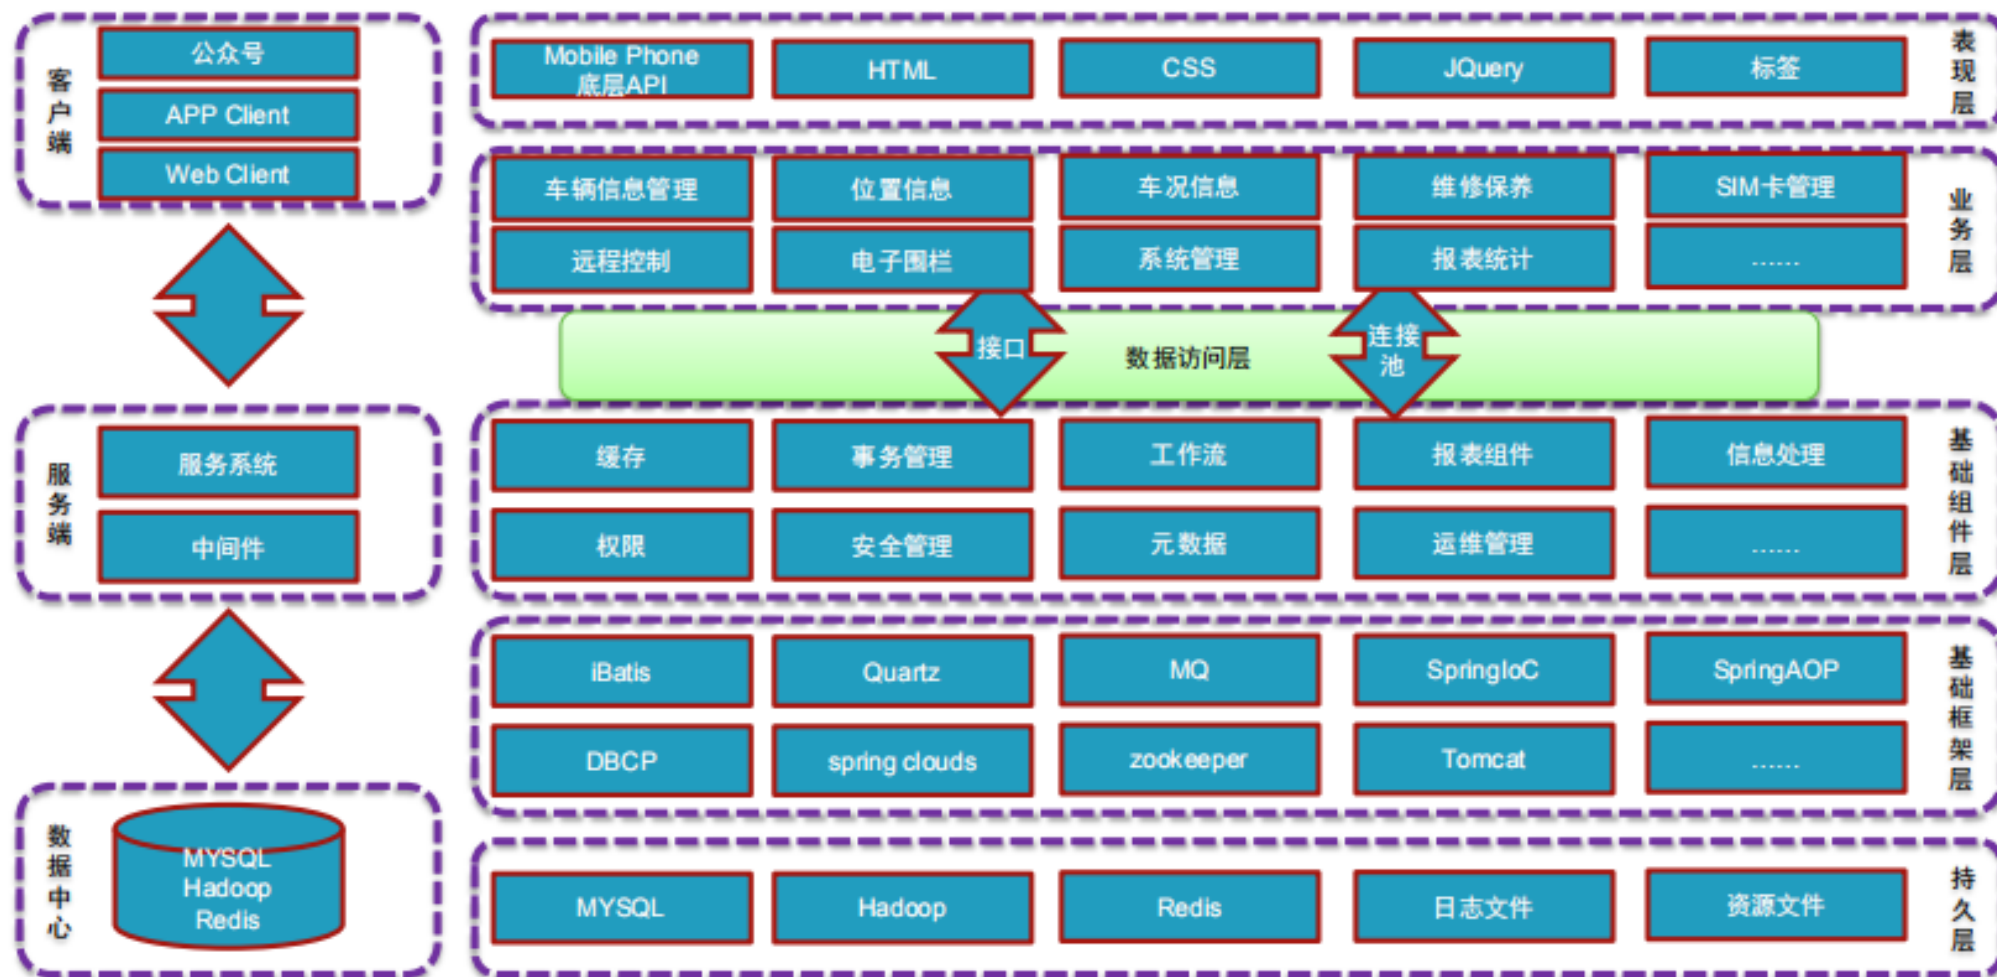 客户端
公众号
APP Client
Web Client
服务端
服务系统
中间件
数据中心
MYSQL
Hadoop
Redis
表现层
Mobile Phone
底层API
HTML
CSS
JQuery
标签
业务层
车辆信息管理
位置信息
车况信息
维修保养
SIM卡管理
远程控制
电子围栏
系统管理
报表统计
......
接口
数据访问层
连接
池
基础组件层
缓存
事务管理
工作流
报表组件
信息处理
权限
安全管理
元数据
运维管理
......
基础框架层
iBatis
Quartz
MQ
SpringIoC
SpringAOP
DBCP
spring clouds
zookeeper
Tomcat
......
持久层
MYSQL
Hadoop
Redis
日志文件
资源文件